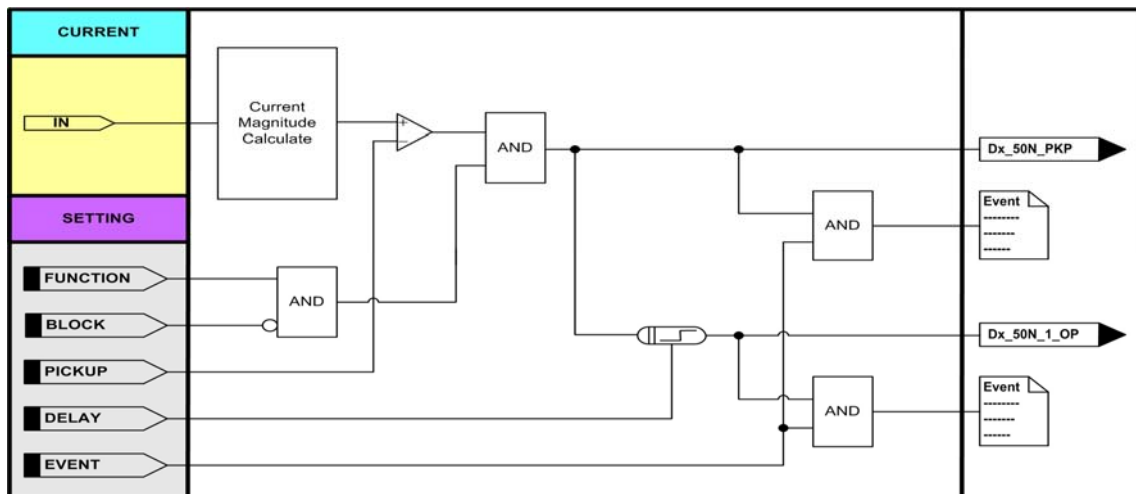 CURRENT
IN
Current
Magnitude
Calculate
+
−
AND
Dx_50N_PKP
SETTING
Event
--------
-------
------
AND
FUNCTION
AND
BLOCK
Dx_50N_1_OP
PICKUP
Event
--------
-------
------
AND
DELAY
EVENT